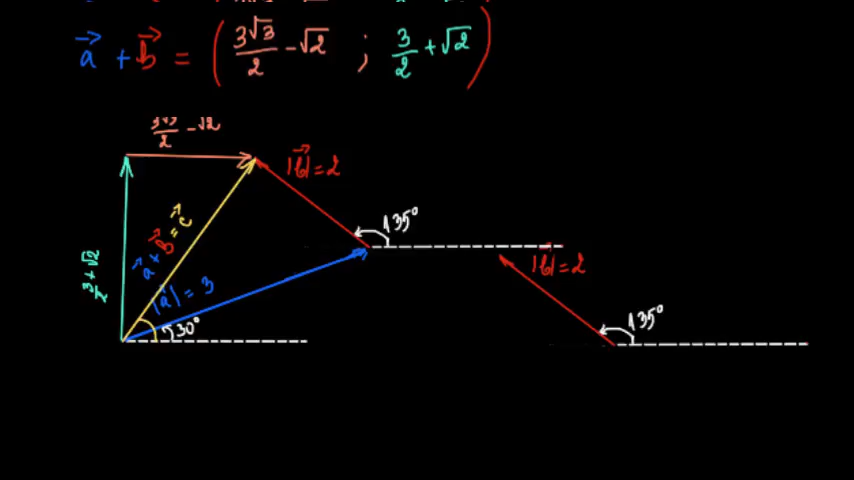 a⃗ + b⃗ = ( 3√3/2 − √2 ; 3/2 + √2 )
3√3/2 − √2
|b⃗| = 2
135°
3/2 + √2
a⃗ + b⃗ = c⃗
|a⃗| = 3
30°
|b⃗| = 2
135°